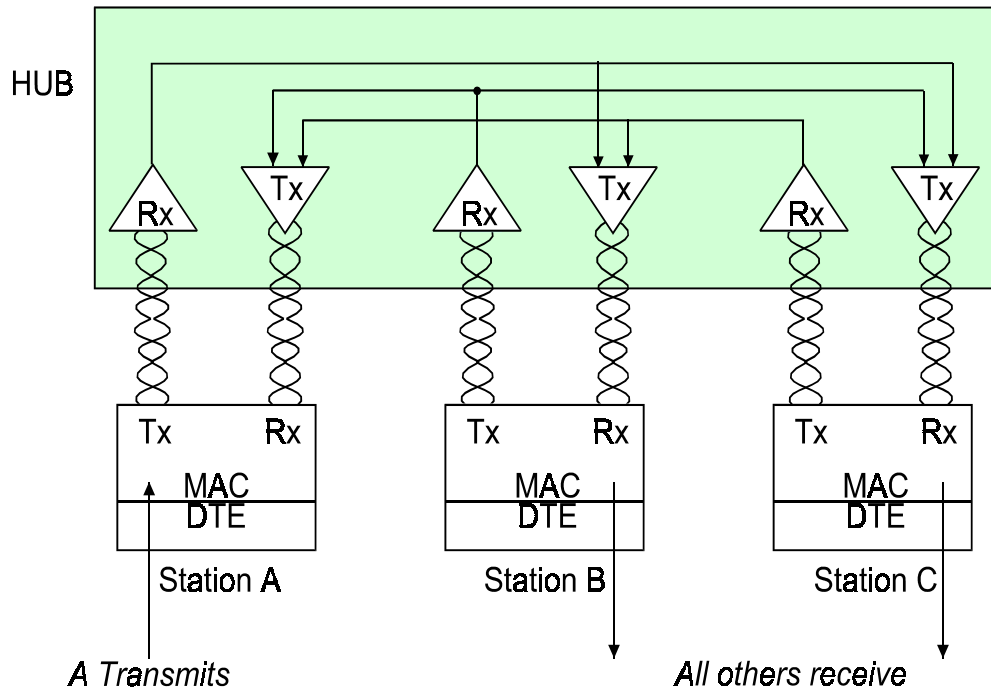 HUB
Rx Tx Rx Tx Rx Tx
Tx Rx Tx Rx Tx Rx
MAC MAC MAC
DTE DTE DTE
Station A Station B Station C
A Transmits All others receive